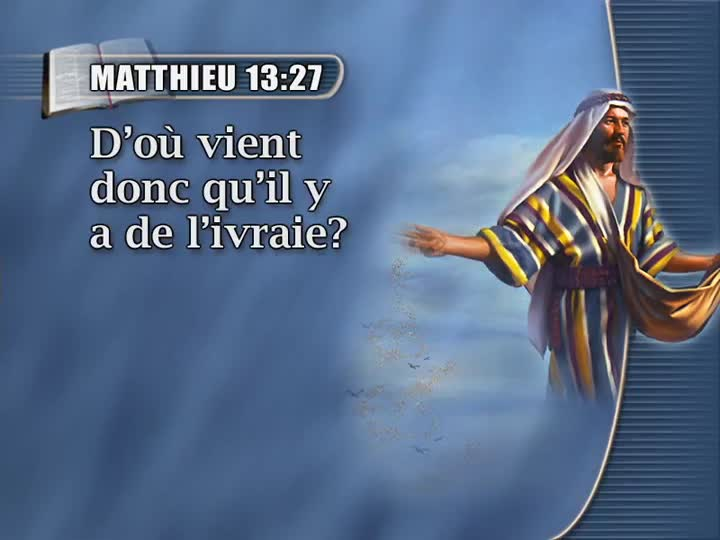 MATTHIEU 13:27
D’où vient
donc qu’il y
a de l’ivraie?